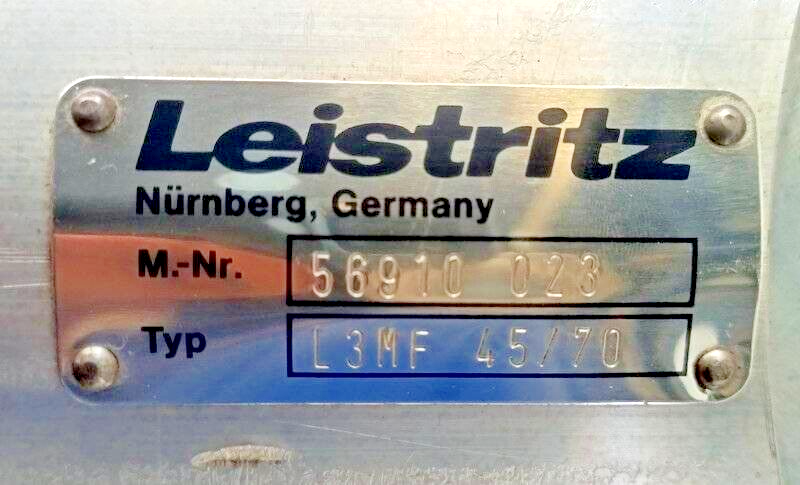 Leistritz
Nürnberg, Germany
M.-Nr. 56910 023
Typ L3MF 45/70